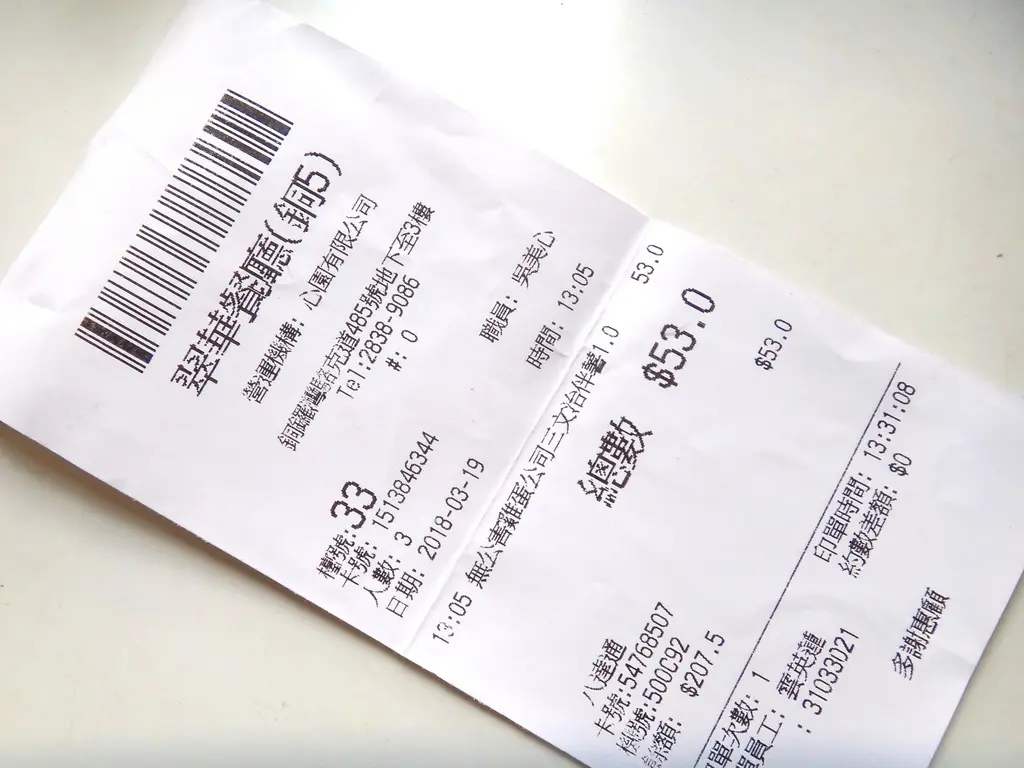 翠華餐廳(銅5)
營運機構: 心園有限公司
銅鑼灣駱克道485號地下至3樓
Tel:2838-9086
#: 0
檯號:33
卡號: 1513846344
人數: 3 職員: 吳美心
日期: 2018-03-19 時間: 13:05
13:05 無公害雞蛋公司三文治伴薯1.0 53.0
總數 $53.0
八達通 $53.0
卡號:54768507
機號:500C92
餘額: $207.5
印單次數: 1 印單時間: 13:31:08
員工: 雲英蓮 約數差額: $0
: 31033021
多謝惠顧